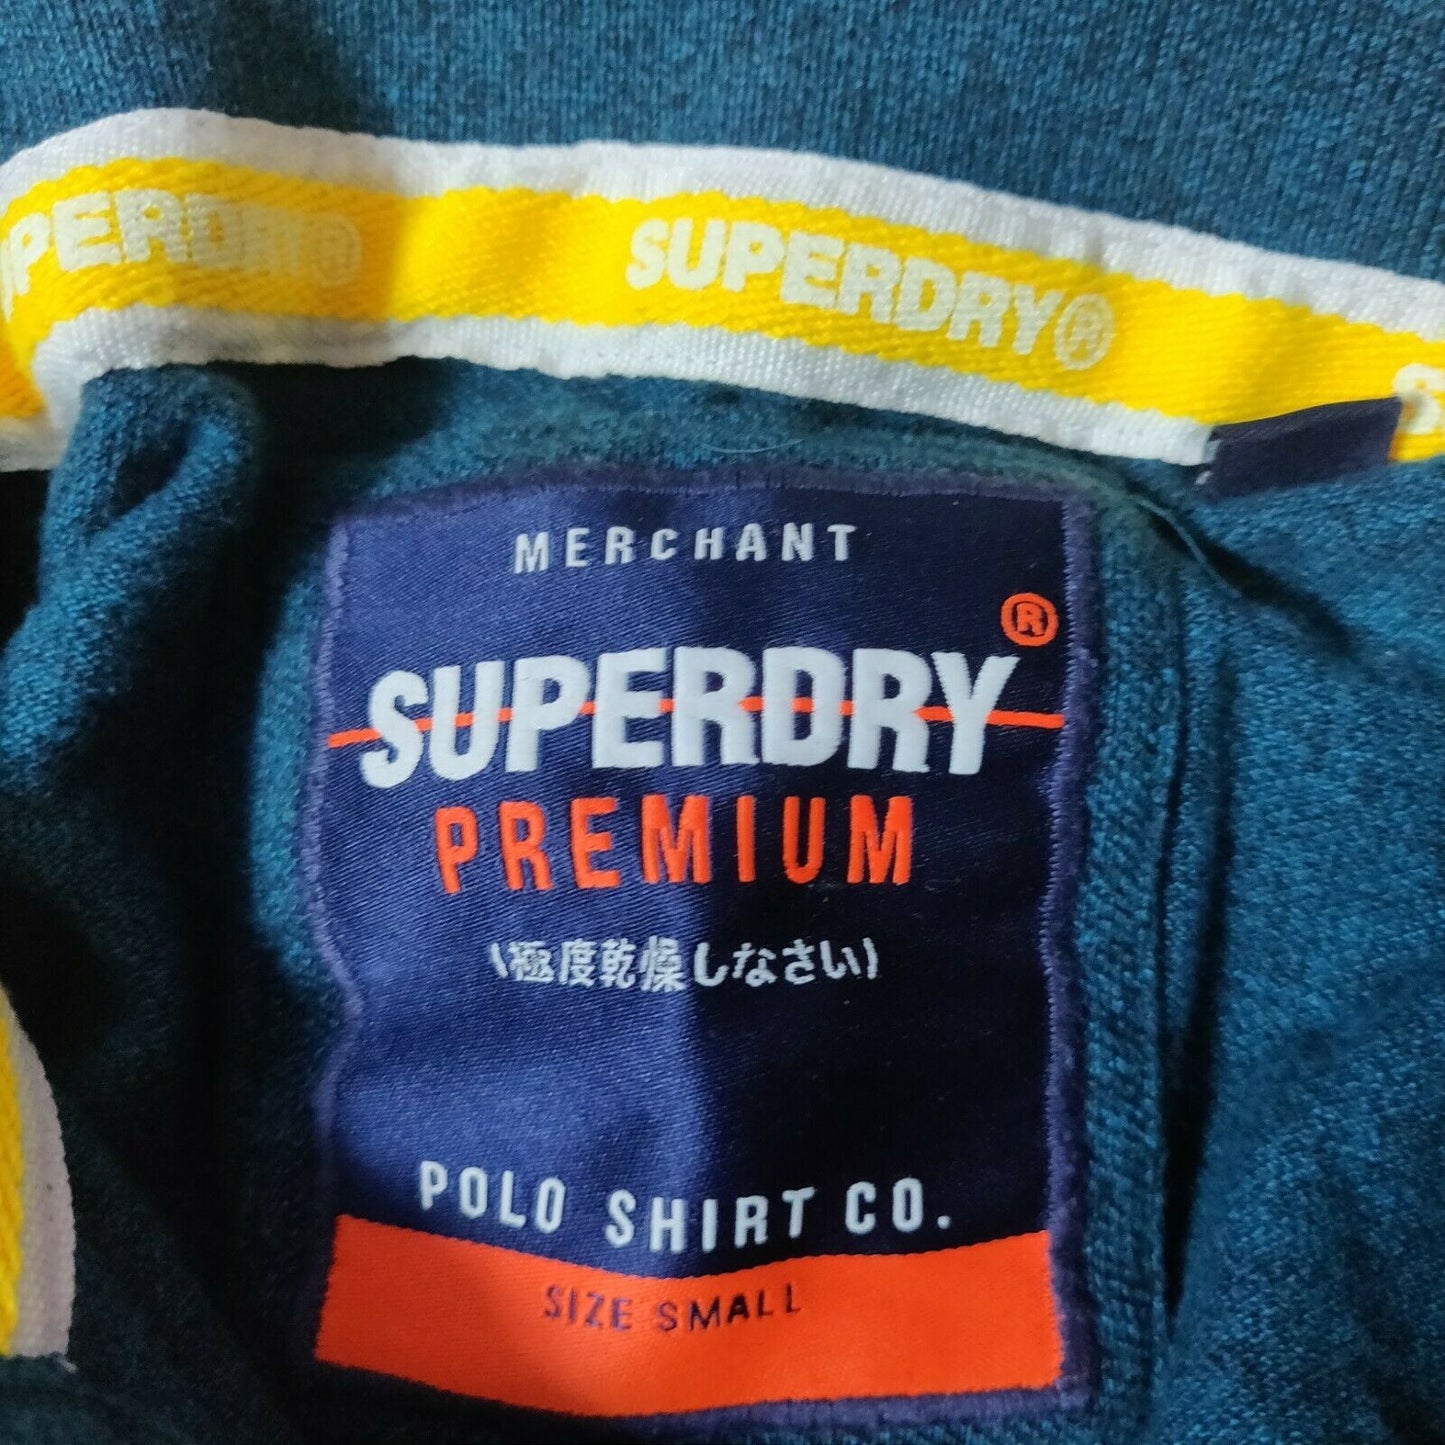 SUPERDRY®
SUPERDRY®
S
MERCHANT
SUPERDRY®
PREMIUM
(極度乾燥しなさい)
POLO SHIRT CO.
SIZE SMALL